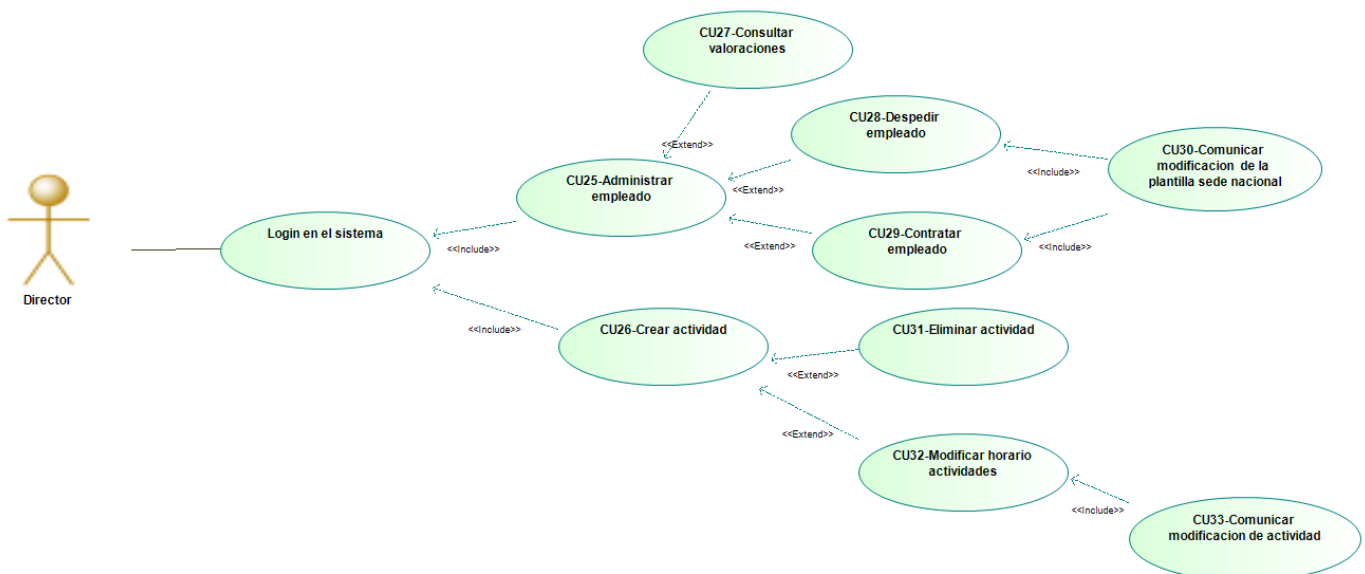 CU27-Consultar
valoraciones
CU28-Despedir
empleado
<<Extend>>
CU30-Comunicar
modificacion de la
plantilla sede nacional
<<Include>>
CU25-Administrar
empleado
<<Extend>>
Login en el sistema
CU29-Contratar
empleado
<<Include>>
<<Extend>>
<<Include>>
Director
CU26-Crear actividad
CU31-Eliminar actividad
<<Include>>
<<Extend>>
<<Extend>>
CU32-Modificar horario
actividades
<<Include>>
CU33-Comunicar
modificacion de actividad